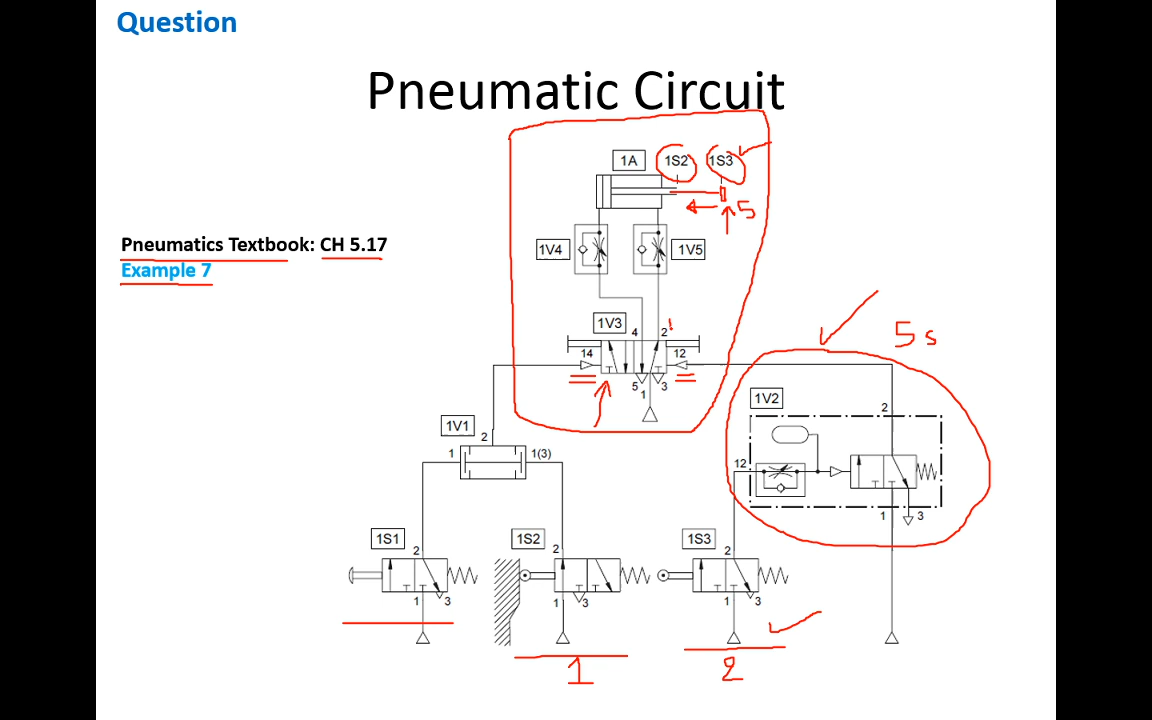 Question
Pneumatic Circuit
1A 1S2 1S3
5
Pneumatics Textbook: CH 5.17
Example 7
1V4 1V5
1V3 4 2
14 12
5 1 3
5s
1V2
2
1V1 2
1 1(3)
12
1 3
1S1 2 1S2 2 1S3 2
1 3 1 3 1 3
1 2